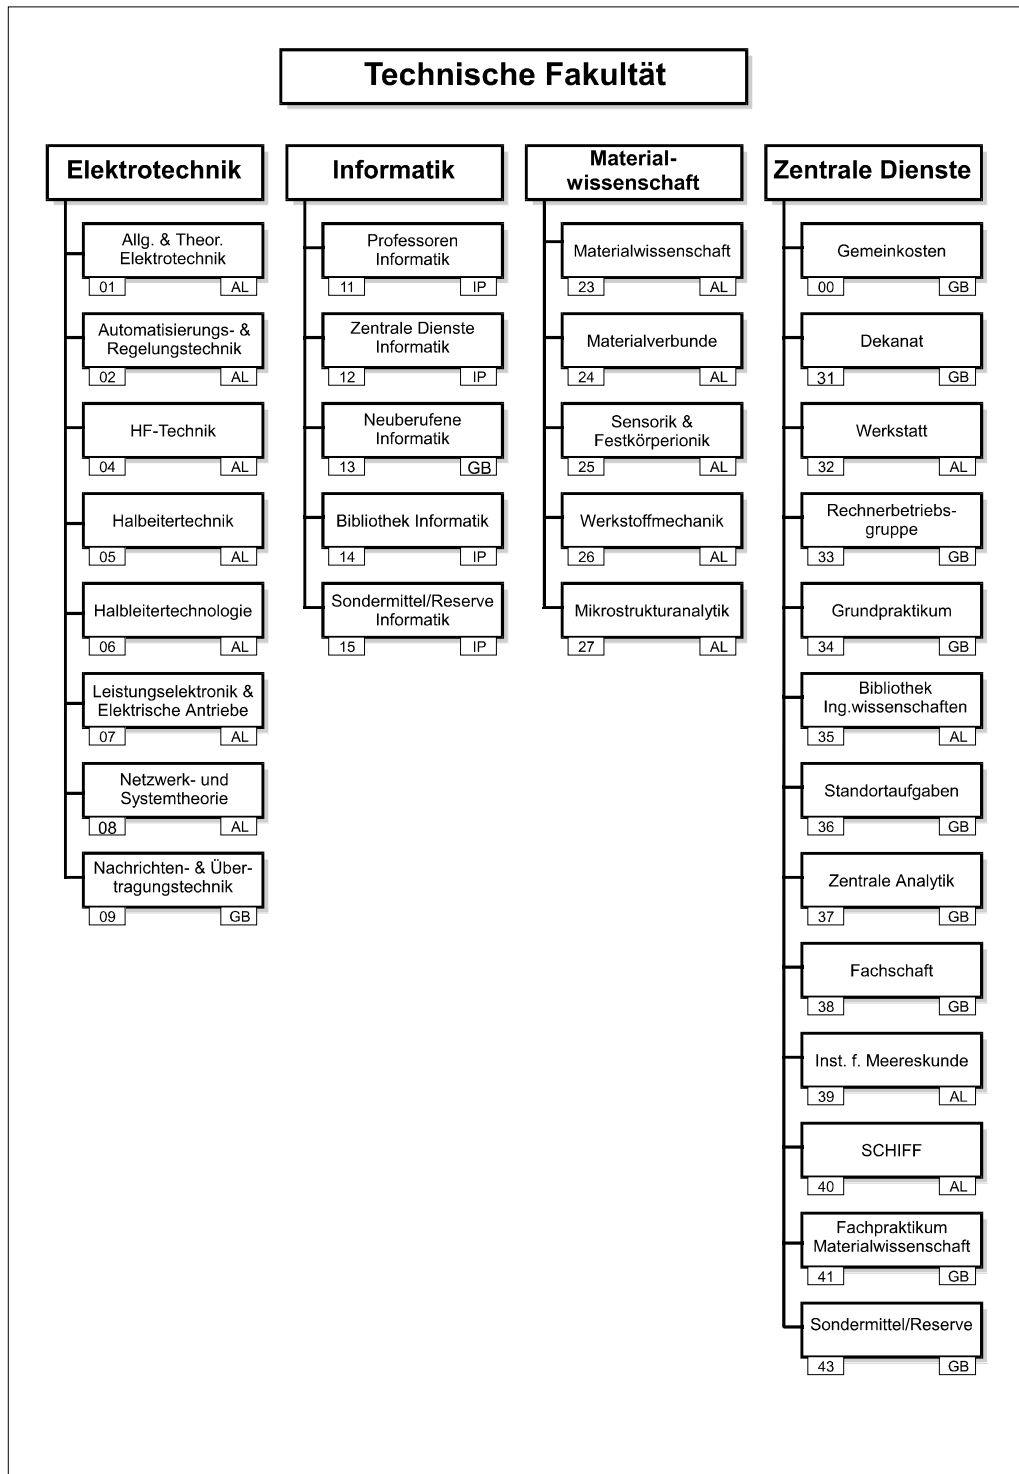 Technische Fakultät
Elektrotechnik
Allg. & Theor.
Elektrotechnik
01
AL
Automatisierungs- &
Regelungstechnik
02
AL
HF-Technik
04
AL
Halbeitertechnik
05
AL
Halbleitertechnologie
06
AL
Leistungselektronik &
Elektrische Antriebe
07
AL
Netzwerk- und
Systemtheorie
08
AL
Nachrichten- & Über-
tragungstechnik
09
GB
Informatik
Professoren
Informatik
11
IP
Zentrale Dienste
Informatik
12
IP
Neuberufene
Informatik
13
GB
Bibliothek Informatik
14
IP
Sondermittel/Reserve
Informatik
15
IP
Material-
wissenschaft
Materialwissenschaft
23
AL
Materialverbunde
24
AL
Sensorik &
Festkörperionik
25
AL
Werkstoffmechanik
26
AL
Mikrostrukturanalytik
27
AL
Zentrale Dienste
Gemeinkosten
00
GB
Dekanat
31
GB
Werkstatt
32
AL
Rechnerbetriebs-
gruppe
33
GB
Grundpraktikum
34
GB
Bibliothek
Ing.wissenschaften
35
AL
Standortaufgaben
36
GB
Zentrale Analytik
37
GB
Fachschaft
38
GB
Inst. f. Meereskunde
39
AL
SCHIFF
40
AL
Fachpraktikum
Materialwissenschaft
41
GB
Sondermittel/Reserve
43
GB